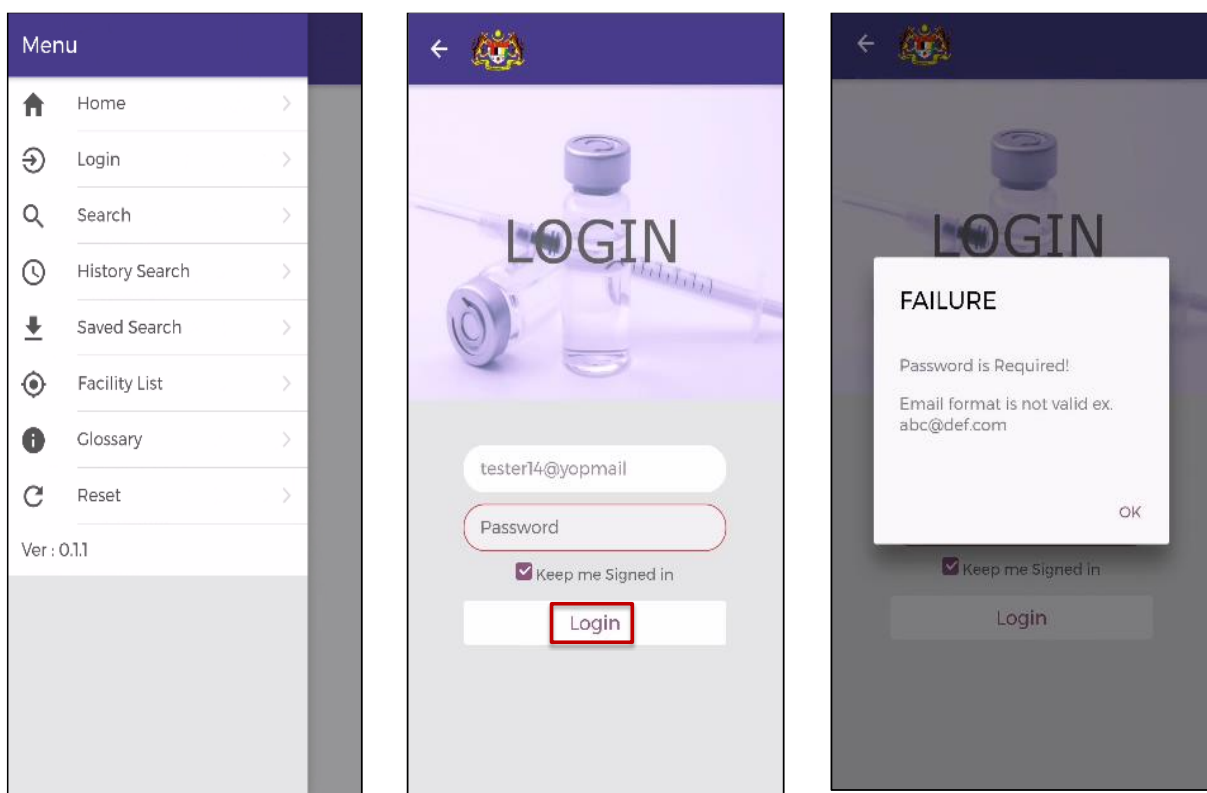 Menu
Home
Login
Search
History Search
Saved Search
Facility List
Glossary
Reset
Ver : 0.1.1
LOGIN
tester14@yopmail
Password
Keep me Signed in
Login
LOGIN
FAILURE
Password is Required!
Email format is not valid ex.
abc@def.com
OK
Keep me Signed in
Login